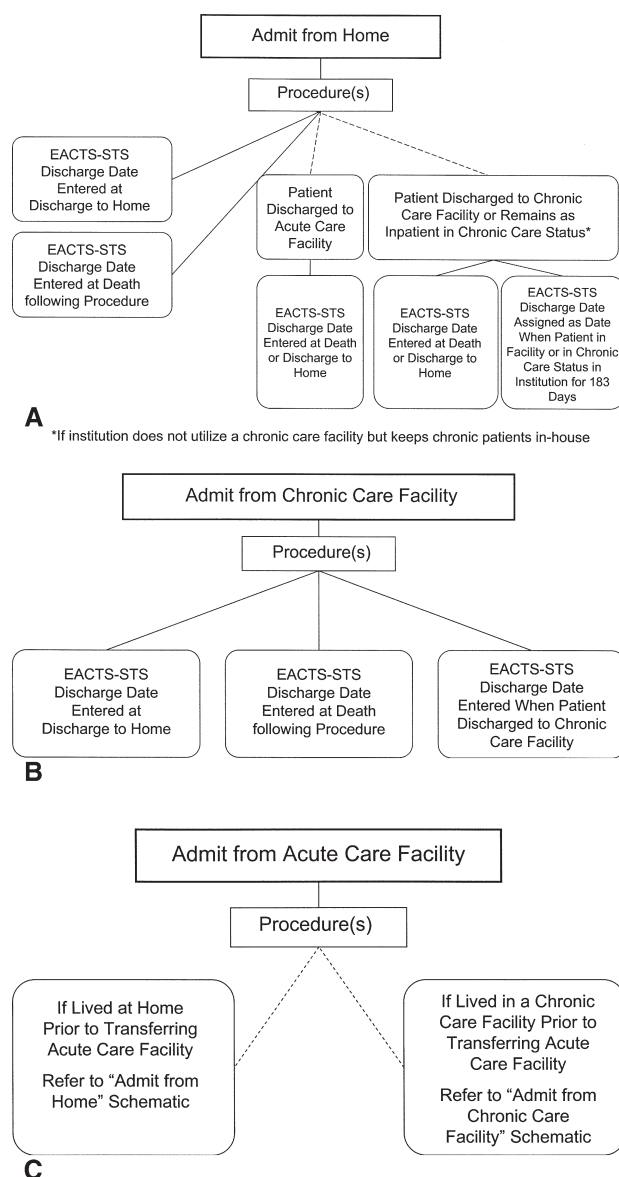 Admit from Home
Procedure(s)
EACTS-STS
Discharge Date
Entered at
Discharge to Home
EACTS-STS
Discharge Date
Entered at Death
following Procedure
Patient
Discharged to
Acute Care
Facility
Patient Discharged to Chronic
Care Facility or Remains as
Inpatient in Chronic Care Status*
EACTS-STS
Discharge Date
Entered at Death
or Discharge to
Home
EACTS-STS
Discharge Date
Entered at Death
or Discharge to
Home
EACTS-STS
Discharge Date
Assigned as Date
When Patient in
Facility or in Chronic
Care Status in
Institution for 183
Days
A
*If institution does not utilize a chronic care facility but keeps chronic patients in-house
Admit from Chronic Care Facility
Procedure(s)
EACTS-STS
Discharge Date
Entered at
Discharge to Home
EACTS-STS
Discharge Date
Entered at Death
following Procedure
EACTS-STS
Discharge Date
Entered When Patient
Discharged to Chronic
Care Facility
B
Admit from Acute Care Facility
Procedure(s)
If Lived at Home
Prior to Transferring
Acute Care Facility
Refer to “Admit from
Home” Schematic
If Lived in a Chronic
Care Facility Prior to
Transferring Acute
Care Facility
Refer to “Admit from
Chronic Care
Facility” Schematic
C